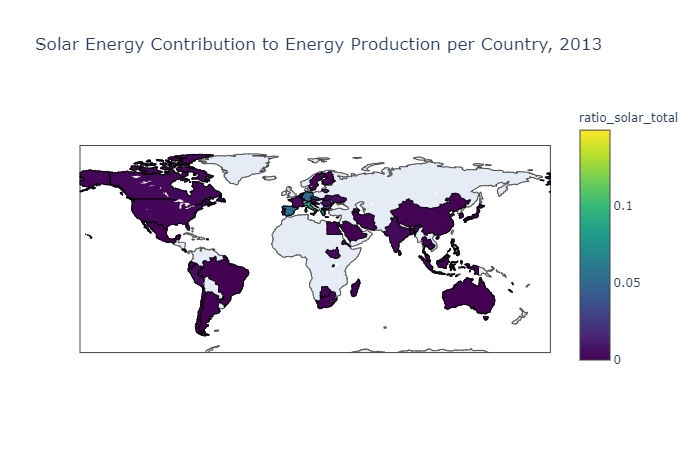 Solar Energy Contribution to Energy Production per Country, 2013
ratio_solar_total
0.1
0.05
0